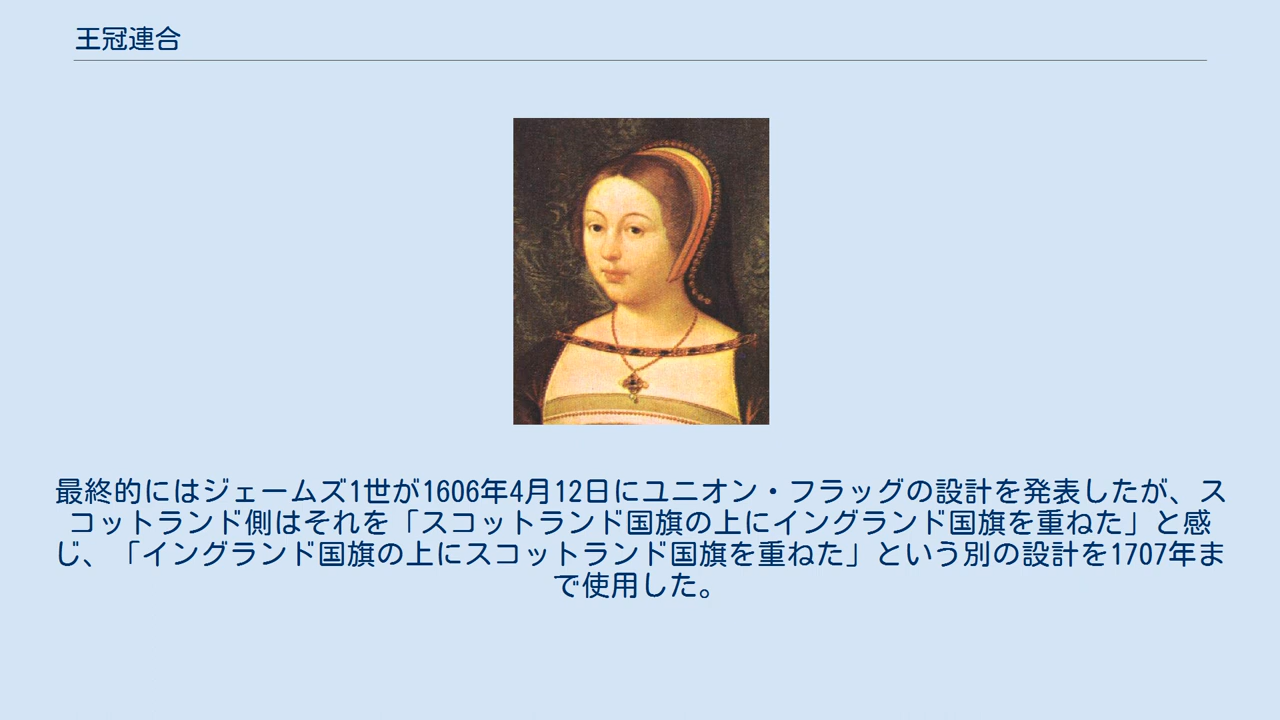 王冠連合
最終的にはジェームズ1世が1606年4月12日にユニオン・フラッグの設計を発表したが、ス
コットランド側はそれを「スコットランド国旗の上にイングランド国旗を重ねた」と感
じ、「イングランド国旗の上にスコットランド国旗を重ねた」という別の設計を1707年ま
で使用した。